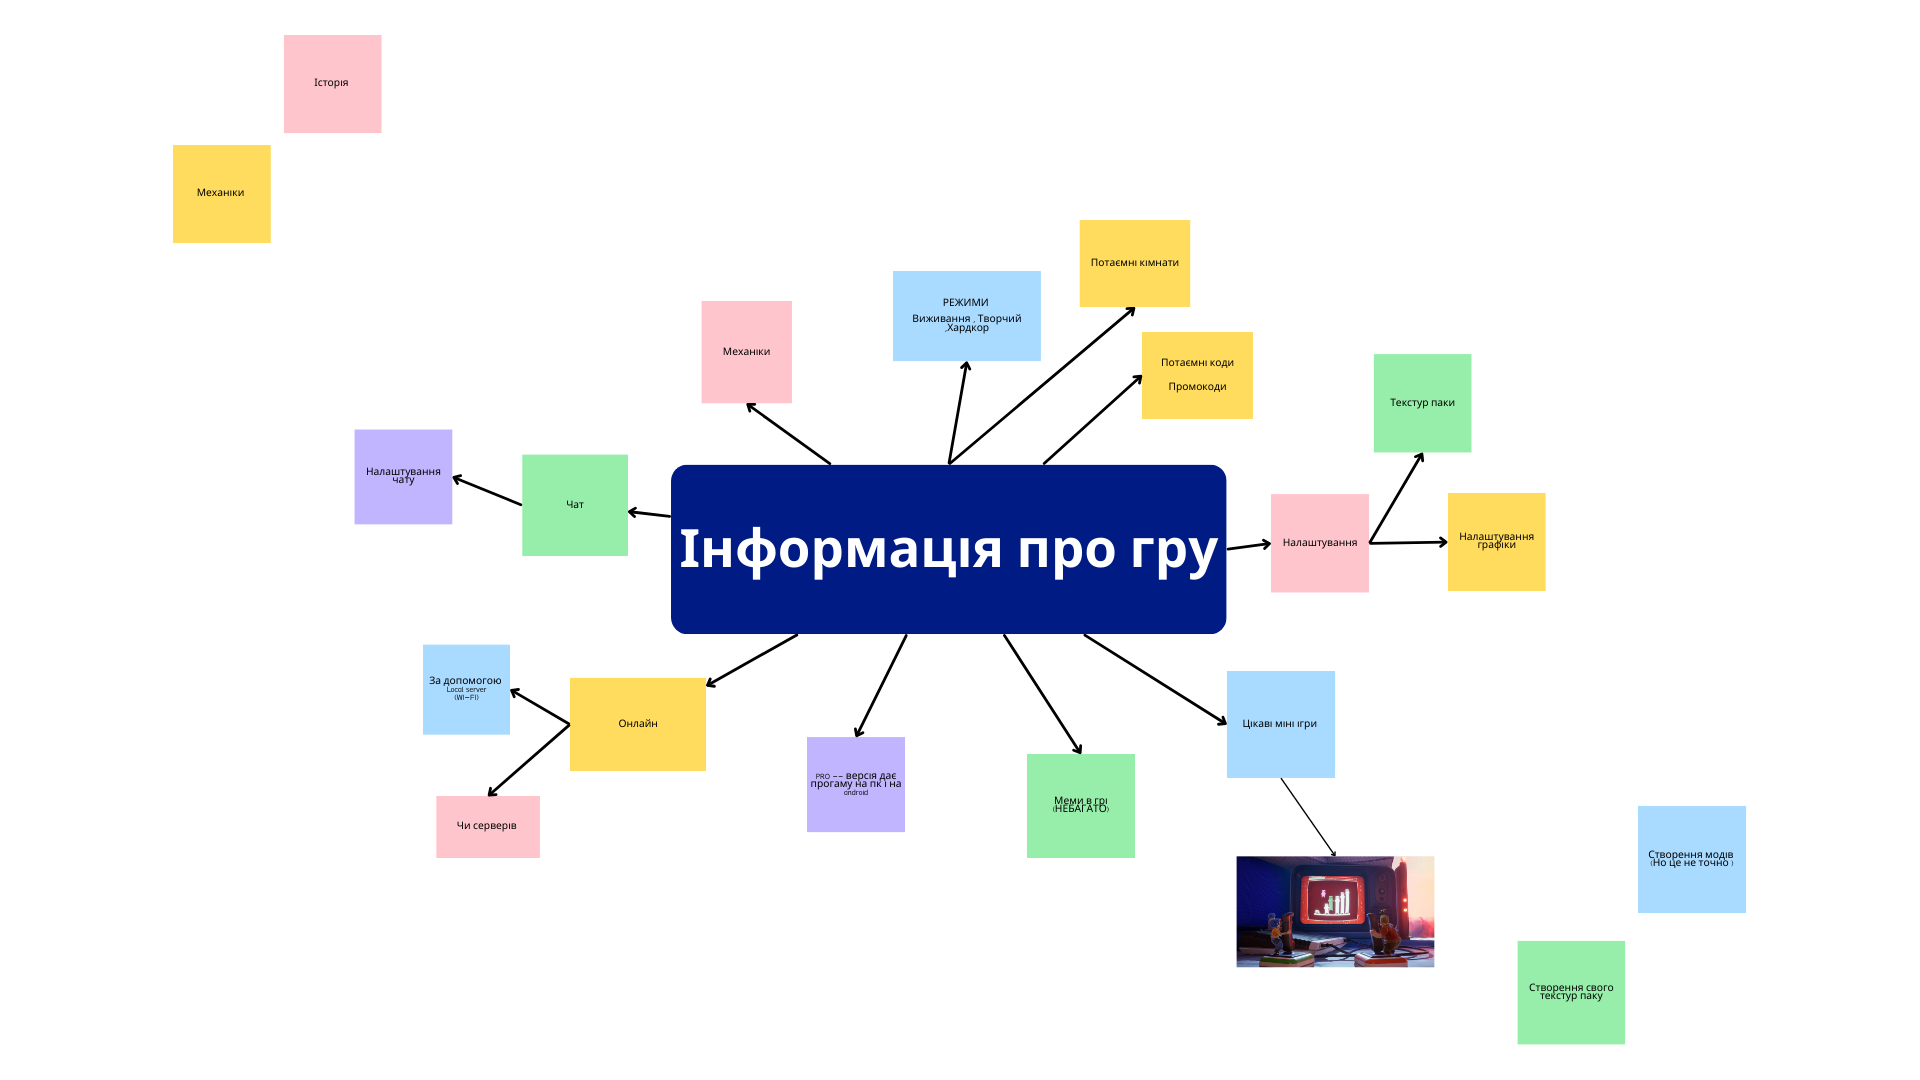 Історія
Механіки
Потаємні кімнати
РЕЖИМИ
Виживання , Творчий
,Хардкор
Механіки
Потаємні коди
Промокоди
Текстур паки
Налаштування
чату
Чат
Інформація про гру
Налаштування
Налаштування
графіки
За допомогою
Local server
(WI-FI)
Онлайн
Чи серверів
PRO -- версія дає
прогаму на пк і на
android
Меми в грі
(НЕБАГАТО)
Цікаві міні ігри
Створення модів
(Но це не точно )
Створення свого
текстур паку